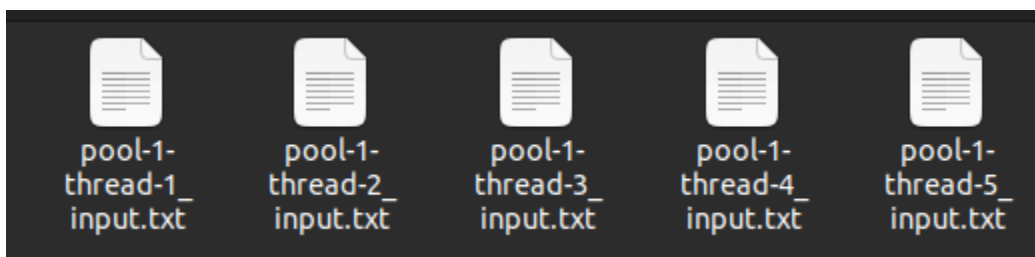 pool-1-
thread-1_
input.txt
pool-1-
thread-2_
input.txt
pool-1-
thread-3_
input.txt
pool-1-
thread-4_
input.txt
pool-1-
thread-5_
input.txt